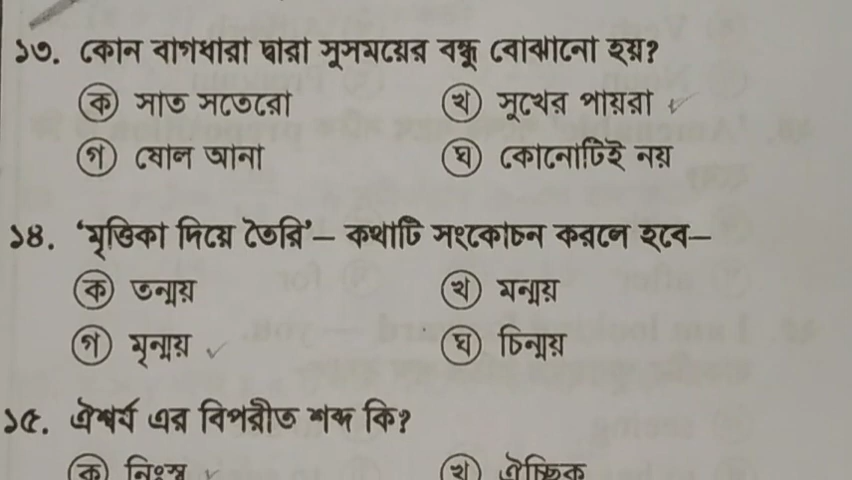 ১৩. কোন বাগধারা দ্বারা সুসময়ের বন্ধু বোঝানো হয়?
ক সাত সতেরো খ সুখের পায়রা
গ ষোল আনা ঘ কোনোটিই নয়
১৪. ‘মৃত্তিকা দিয়ে তৈরি’– কথাটি সংকোচন করলে হবে–
ক তন্ময় খ মন্ময়
গ মৃন্ময় ঘ চিন্ময়
১৫. ঐশ্বর্য এর বিপরীত শব্দ কি?
ক নিঃস্ব খ ঐচ্ছিক